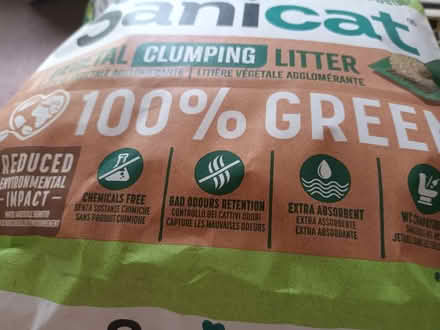 Sanicat
CLUMPING LITTER
LITIÈRE VÉGÉTALE AGGLOMÉRANTE
100% GREEN
REDUCED
ENVIRONMENTAL
IMPACT
CHEMICALS FREE
SENZA SOSTANZE CHIMICHE
SANS PRODUIT CHIMIQUE
BAD ODOURS RETENTION
CONTROLLO DEI CATTIVI ODORI
CAPTURE LES MAUVAISES ODEURS
EXTRA ABSORBENT
EXTRA ASSORBENTE
EXTRA ABSORBANTE